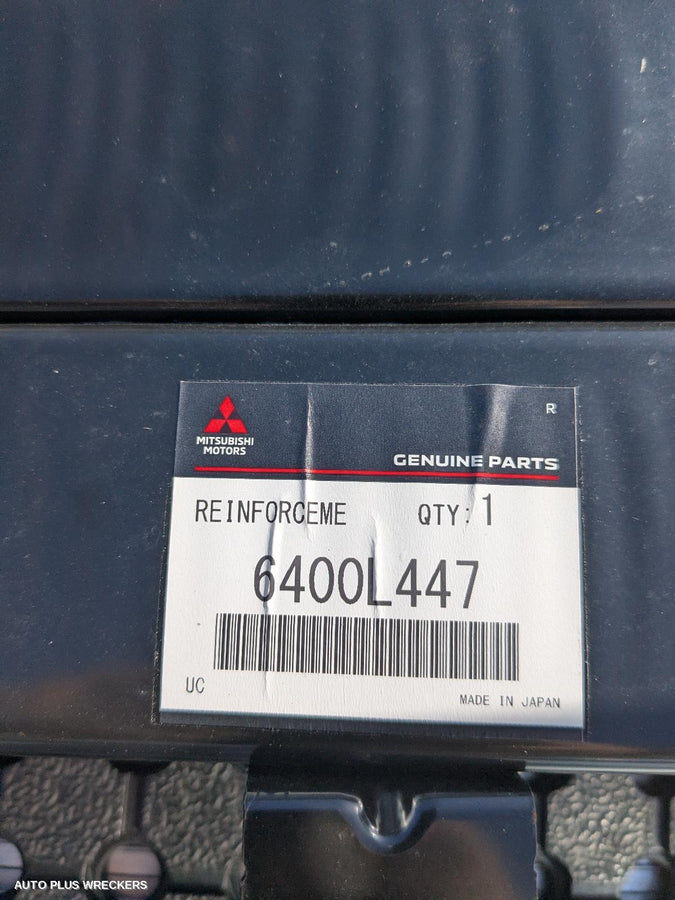 R
MITSUBISHI
MOTORS
GENUINE PARTS
REINFORCEME QTY: 1
6400L447
UC
MADE IN JAPAN
AUTO PLUS WRECKERS